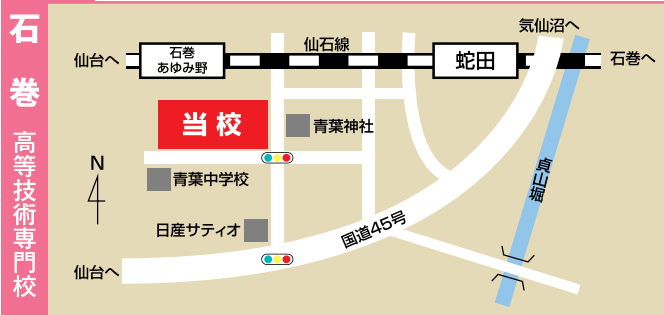 石巻
高等技術専門校
気仙沼へ
仙石線
仙台へ
石巻
あゆみ野
蛇田
石巻へ
当校
青葉神社
N
青葉中学校
真山堀
日産サティオ
国道45号
仙台へ